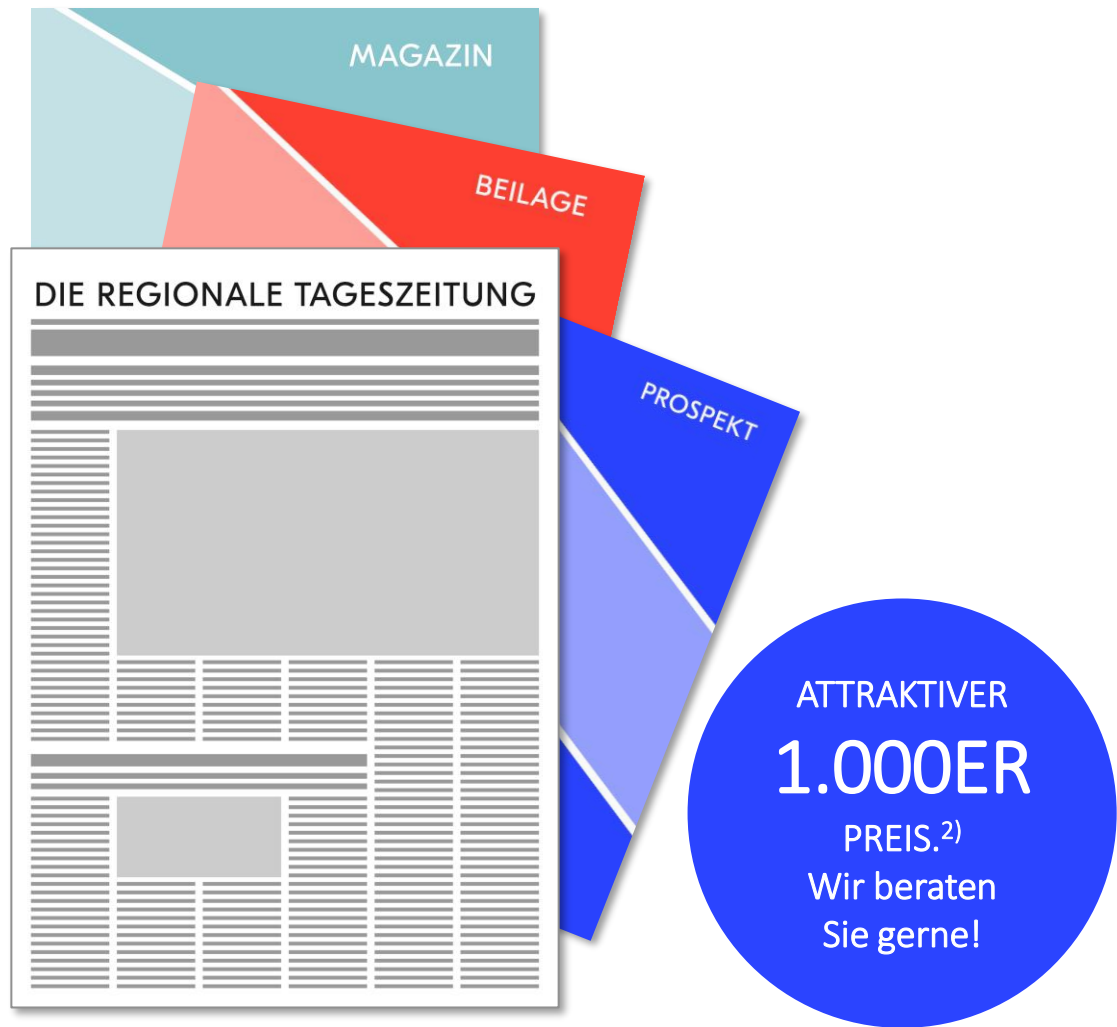 MAGAZIN
BEILAGE
DIE REGIONALE TAGESZEITUNG
PROSPEKT
ATTRAKTIVER
1.000ER
PREIS.2)
Wir beraten
Sie gerne!